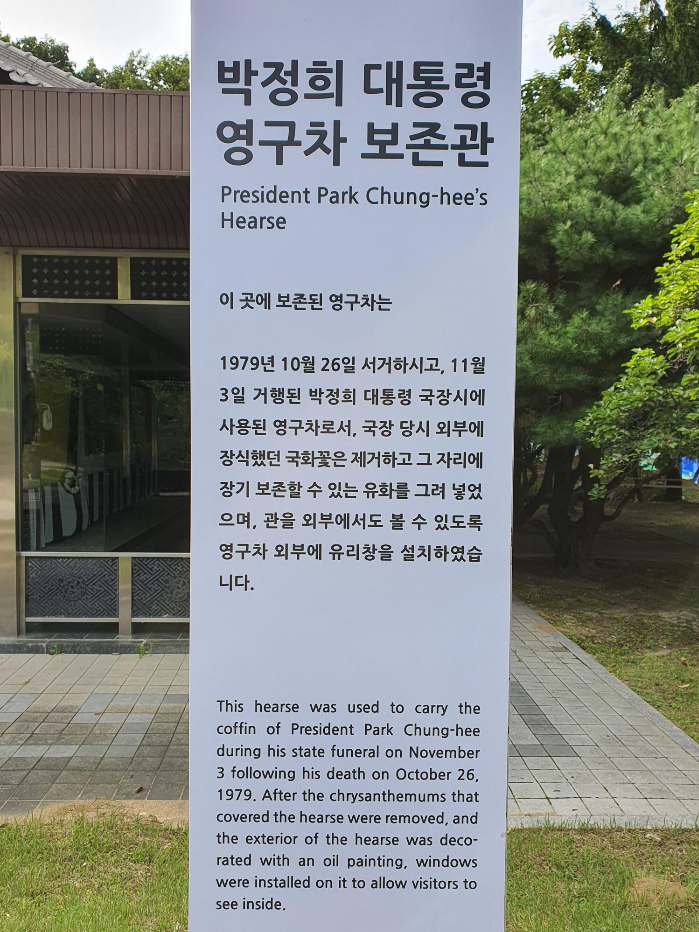 박정희 대통령
영구차 보존관
President Park Chung-hee's
Hearse
이 곳에 보존된 영구차는
1979년 10월 26일 서거하시고, 11월
3일 거행된 박정희 대통령 국장시에
사용된 영구차로서, 국장 당시 외부에
장식했던 국화꽃은 제거하고 그 자리에
장기 보존할 수 있는 유화를 그려 넣었
으며, 관을 외부에서도 볼 수 있도록
영구차 외부에 유리창을 설치하였습
니다.
This hearse was used to carry the
coffin of President Park Chung-hee
during his state funeral on November
3 following his death on October 26,
1979. After the chrysanthemums that
covered the hearse were removed, and
the exterior of the hearse was deco-
rated with an oil painting, windows
were installed on it to allow visitors to
see inside.